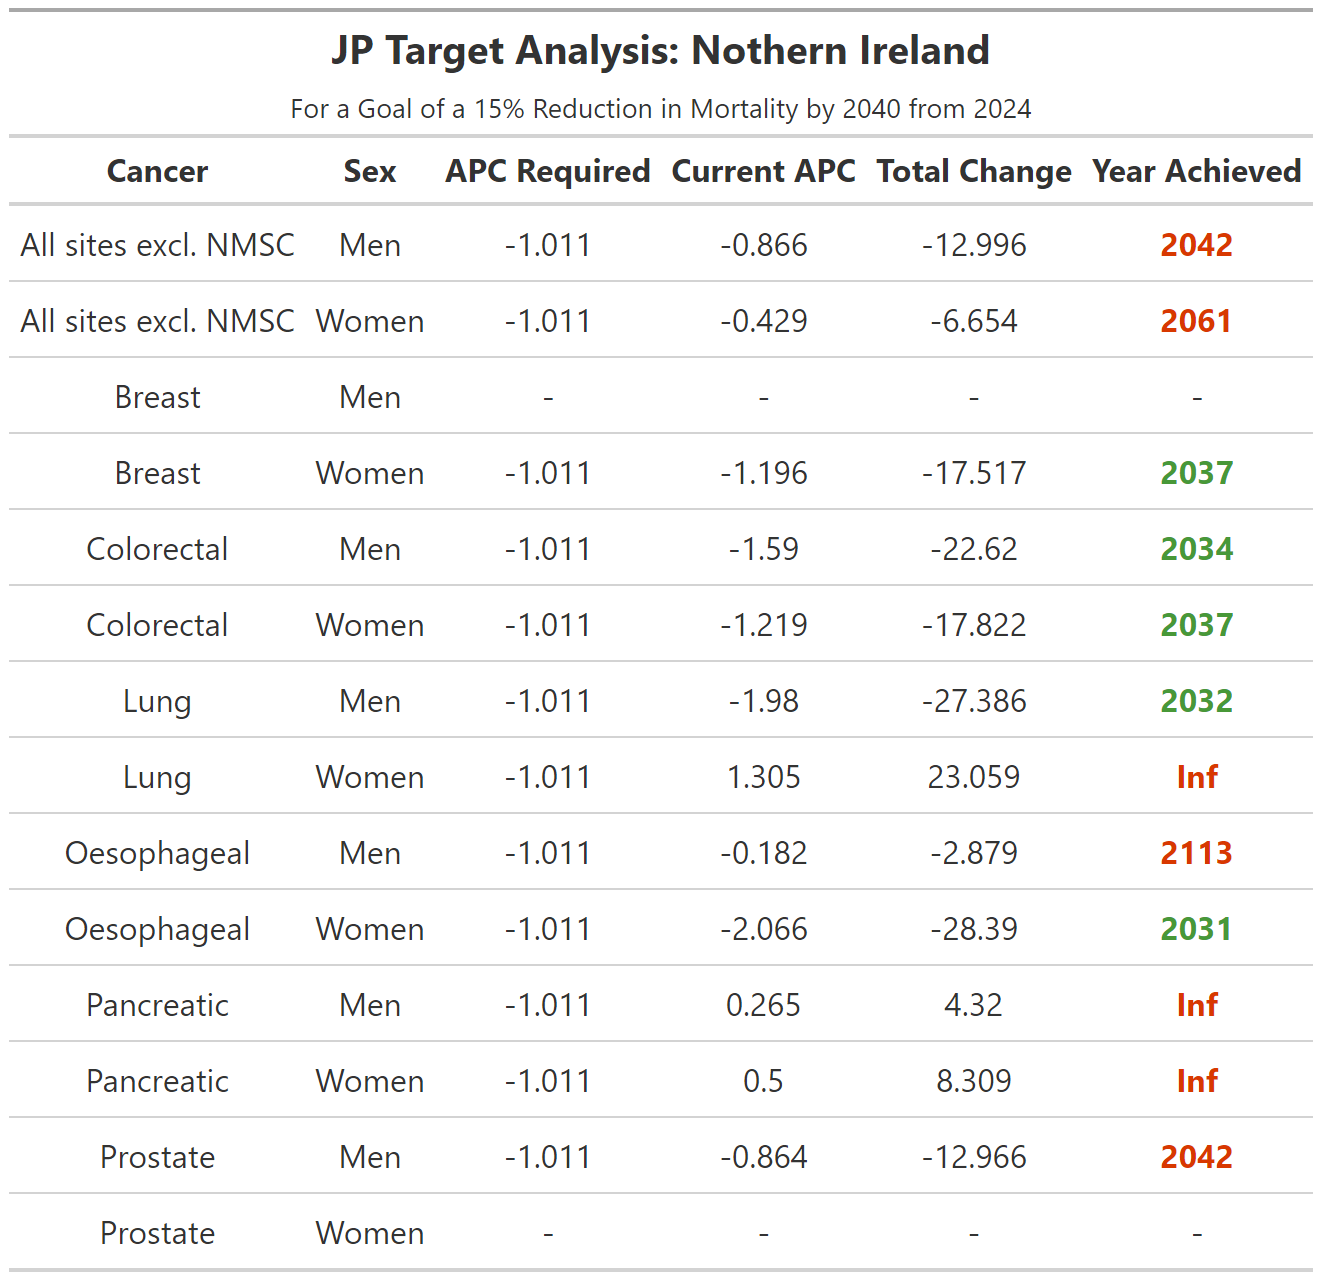 JP Target Analysis: Nothern Ireland
For a Goal of a 15% Reduction in Mortality by 2040 from 2024
Cancer Sex APC Required Current APC Total Change Year Achieved
All sites excl. NMSC Men -1.011 -0.866 -12.996 2042
All sites excl. NMSC Women -1.011 -0.429 -6.654 2061
Breast Men - - - -
Breast Women -1.011 -1.196 -17.517 2037
Colorectal Men -1.011 -1.59 -22.62 2034
Colorectal Women -1.011 -1.219 -17.822 2037
Lung Men -1.011 -1.98 -27.386 2032
Lung Women -1.011 1.305 23.059 Inf
Oesophageal Men -1.011 -0.182 -2.879 2113
Oesophageal Women -1.011 -2.066 -28.39 2031
Pancreatic Men -1.011 0.265 4.32 Inf
Pancreatic Women -1.011 0.5 8.309 Inf
Prostate Men -1.011 -0.864 -12.966 2042
Prostate Women - - - -